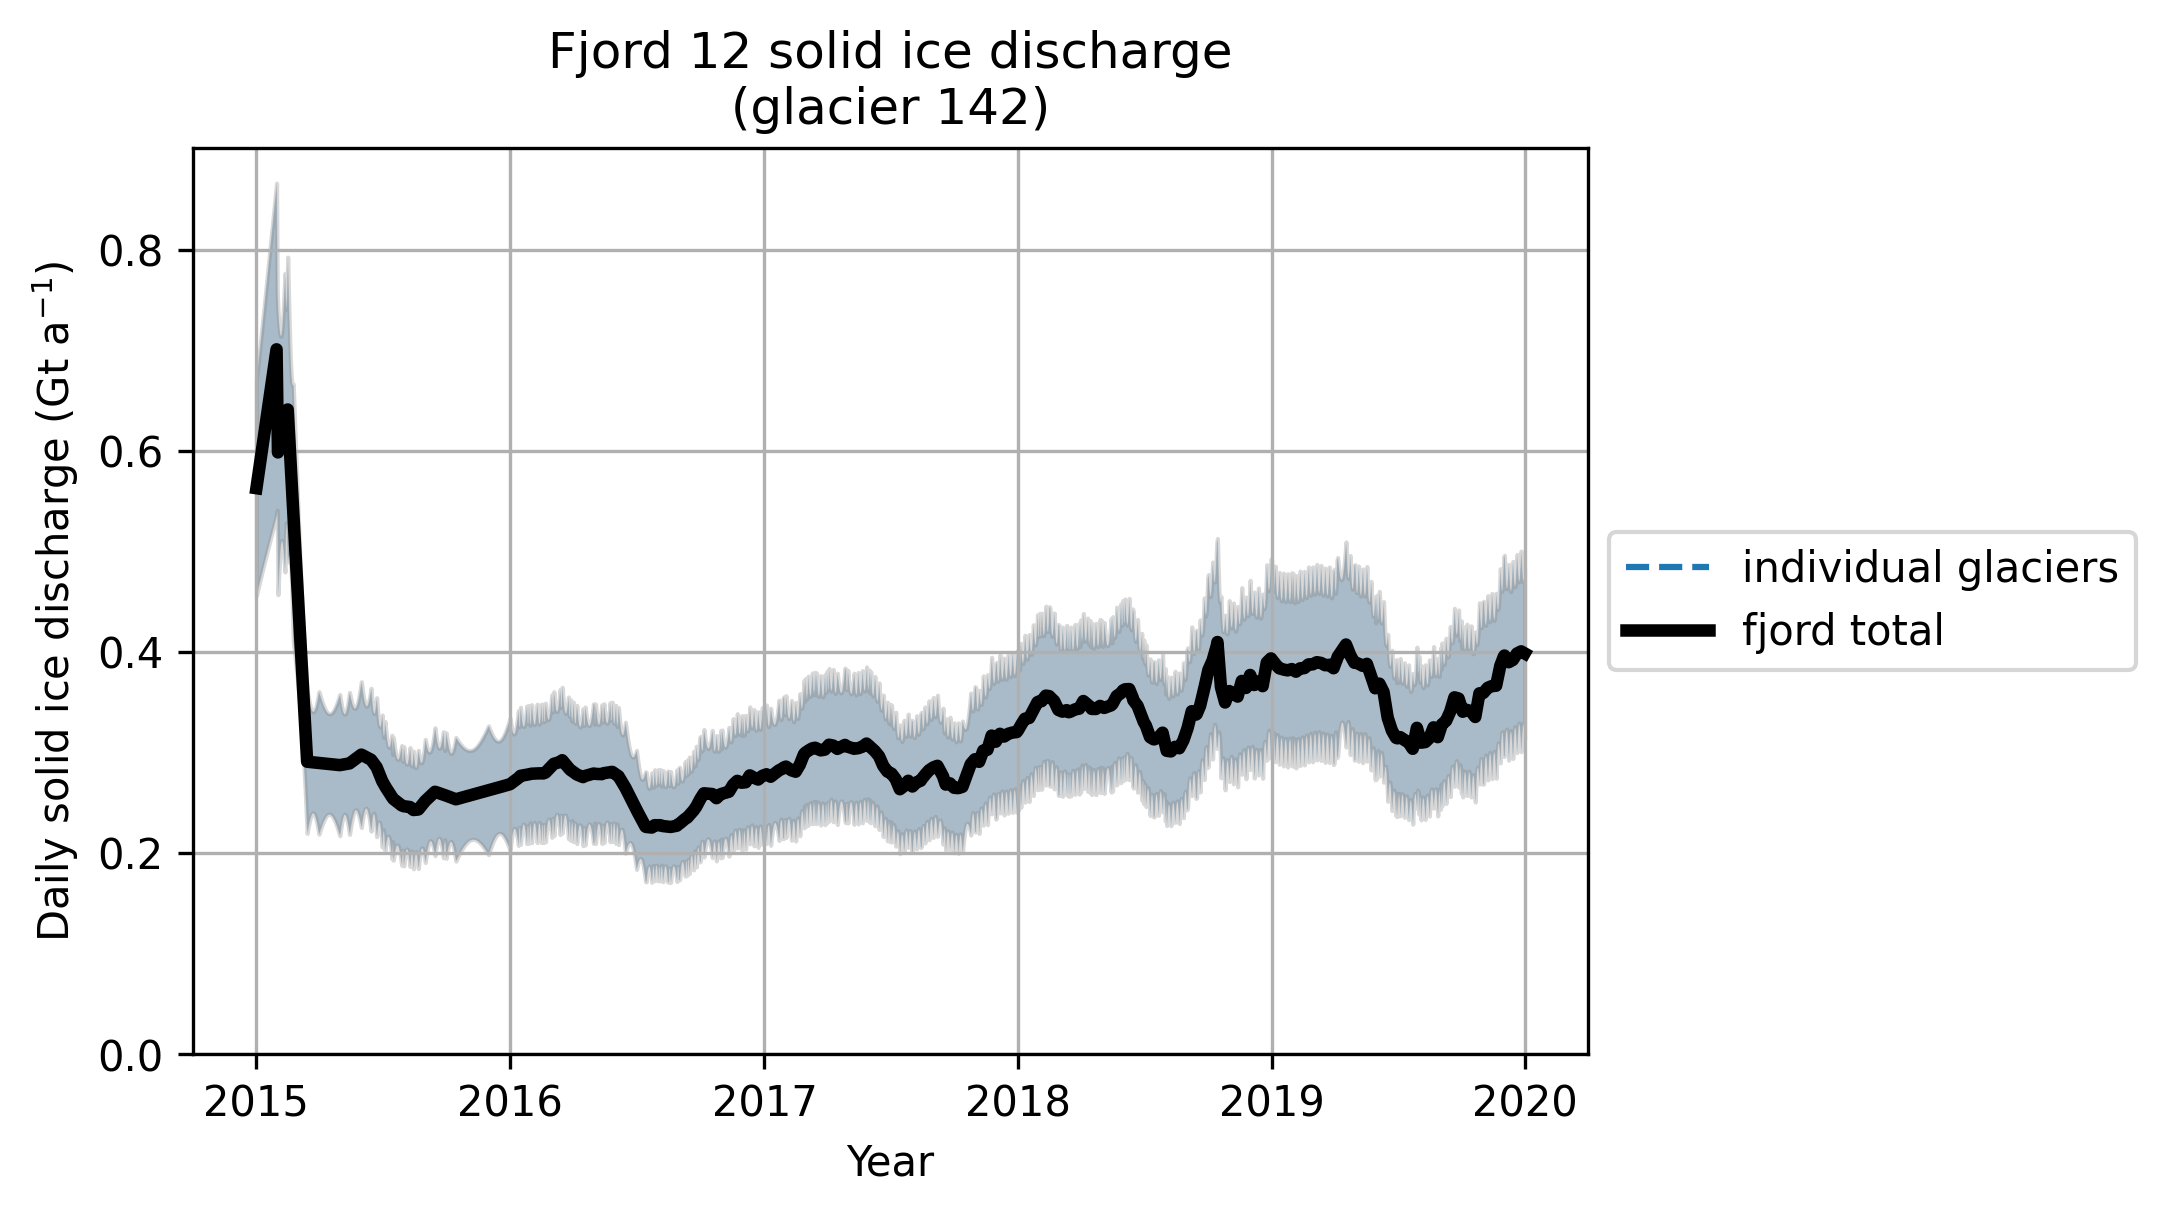 Fjord 12 solid ice discharge
(glacier 142)
Daily solid ice discharge (Gt a⁻¹)
0.8
0.6
0.4
0.2
0.0
2015 2016 2017 2018 2019 2020
Year
individual glaciers
fjord total